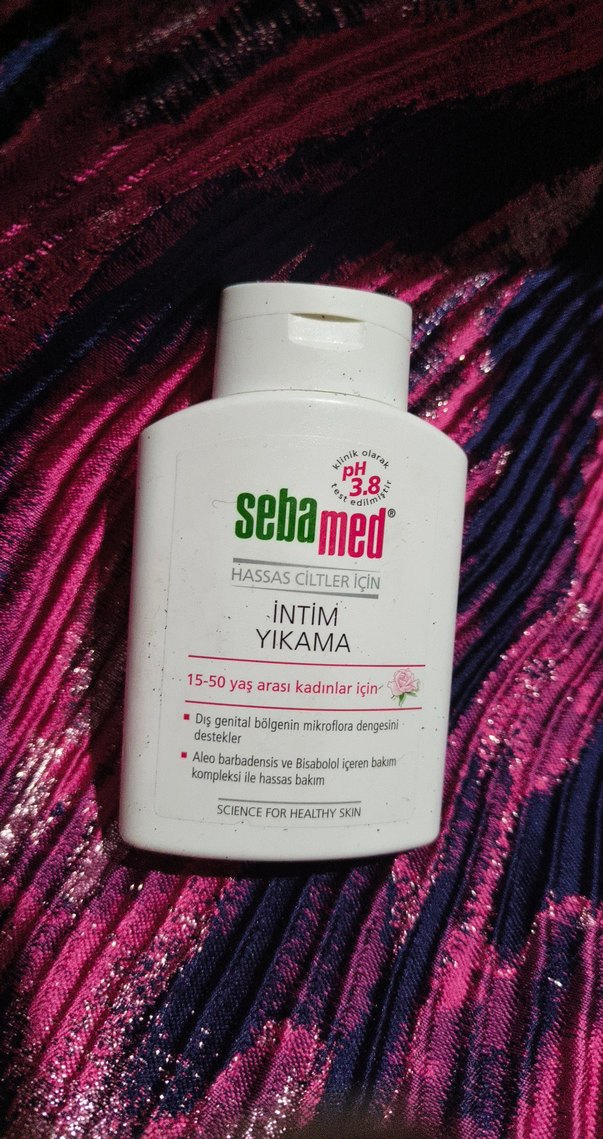 klinik olarak
pH
3.8
test edilmiştir
sebamed®
HASSAS CİLTLER İÇİN
İNTİM
YIKAMA
15-50 yaş arası kadınlar için
Dış genital bölgenin mikroflora dengesini
destekler
Aleo barbadensis ve Bisabolol içeren bakım
kompleksi ile hassas bakım
SCIENCE FOR HEALTHY SKIN